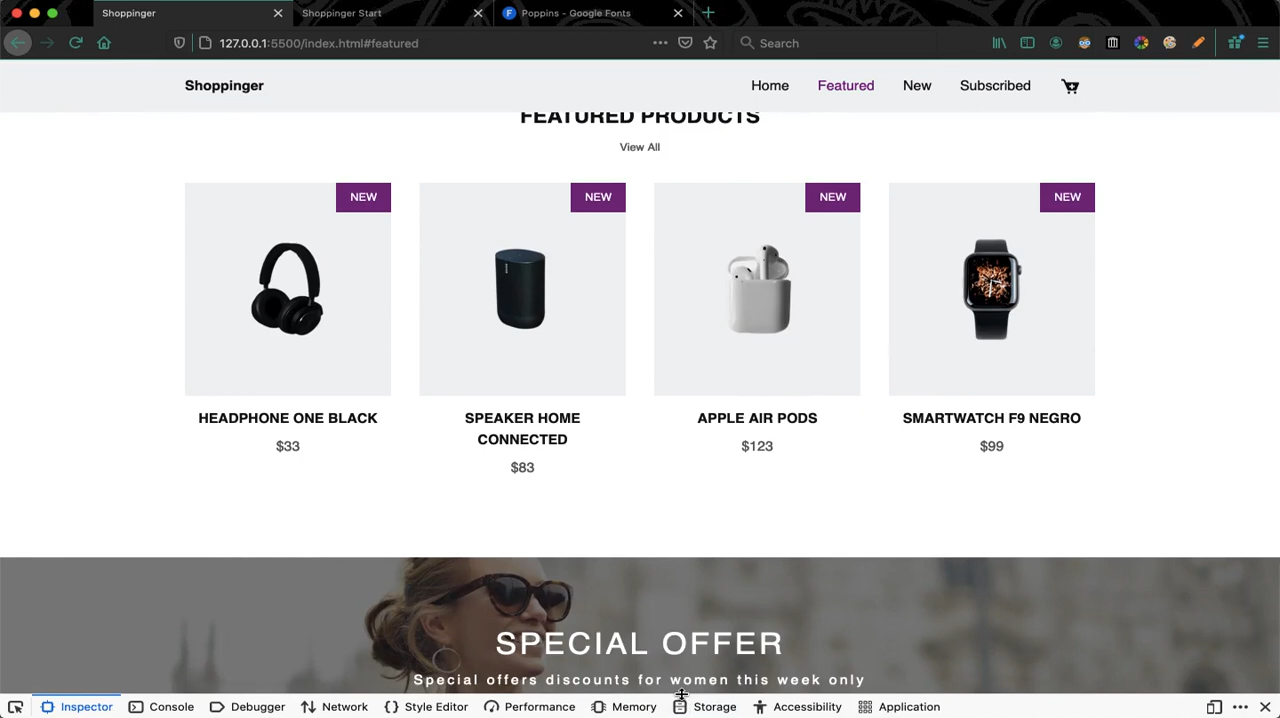 Shoppinger
Shoppinger Start
Poppins - Google Fonts
127.0.0.1:5500/index.html#featured
Search
Shoppinger
Home
Featured
New
Subscribed
FEATURED PRODUCTS
View All
NEW
NEW
NEW
NEW
HEADPHONE ONE BLACK
$33
SPEAKER HOME
CONNECTED
$83
APPLE AIR PODS
$123
SMARTWATCH F9 NEGRO
$99
SPECIAL OFFER
Special offers discounts for women this week only
Inspector
Console
Debugger
Network
Style Editor
Performance
Memory
Storage
Accessibility
Application